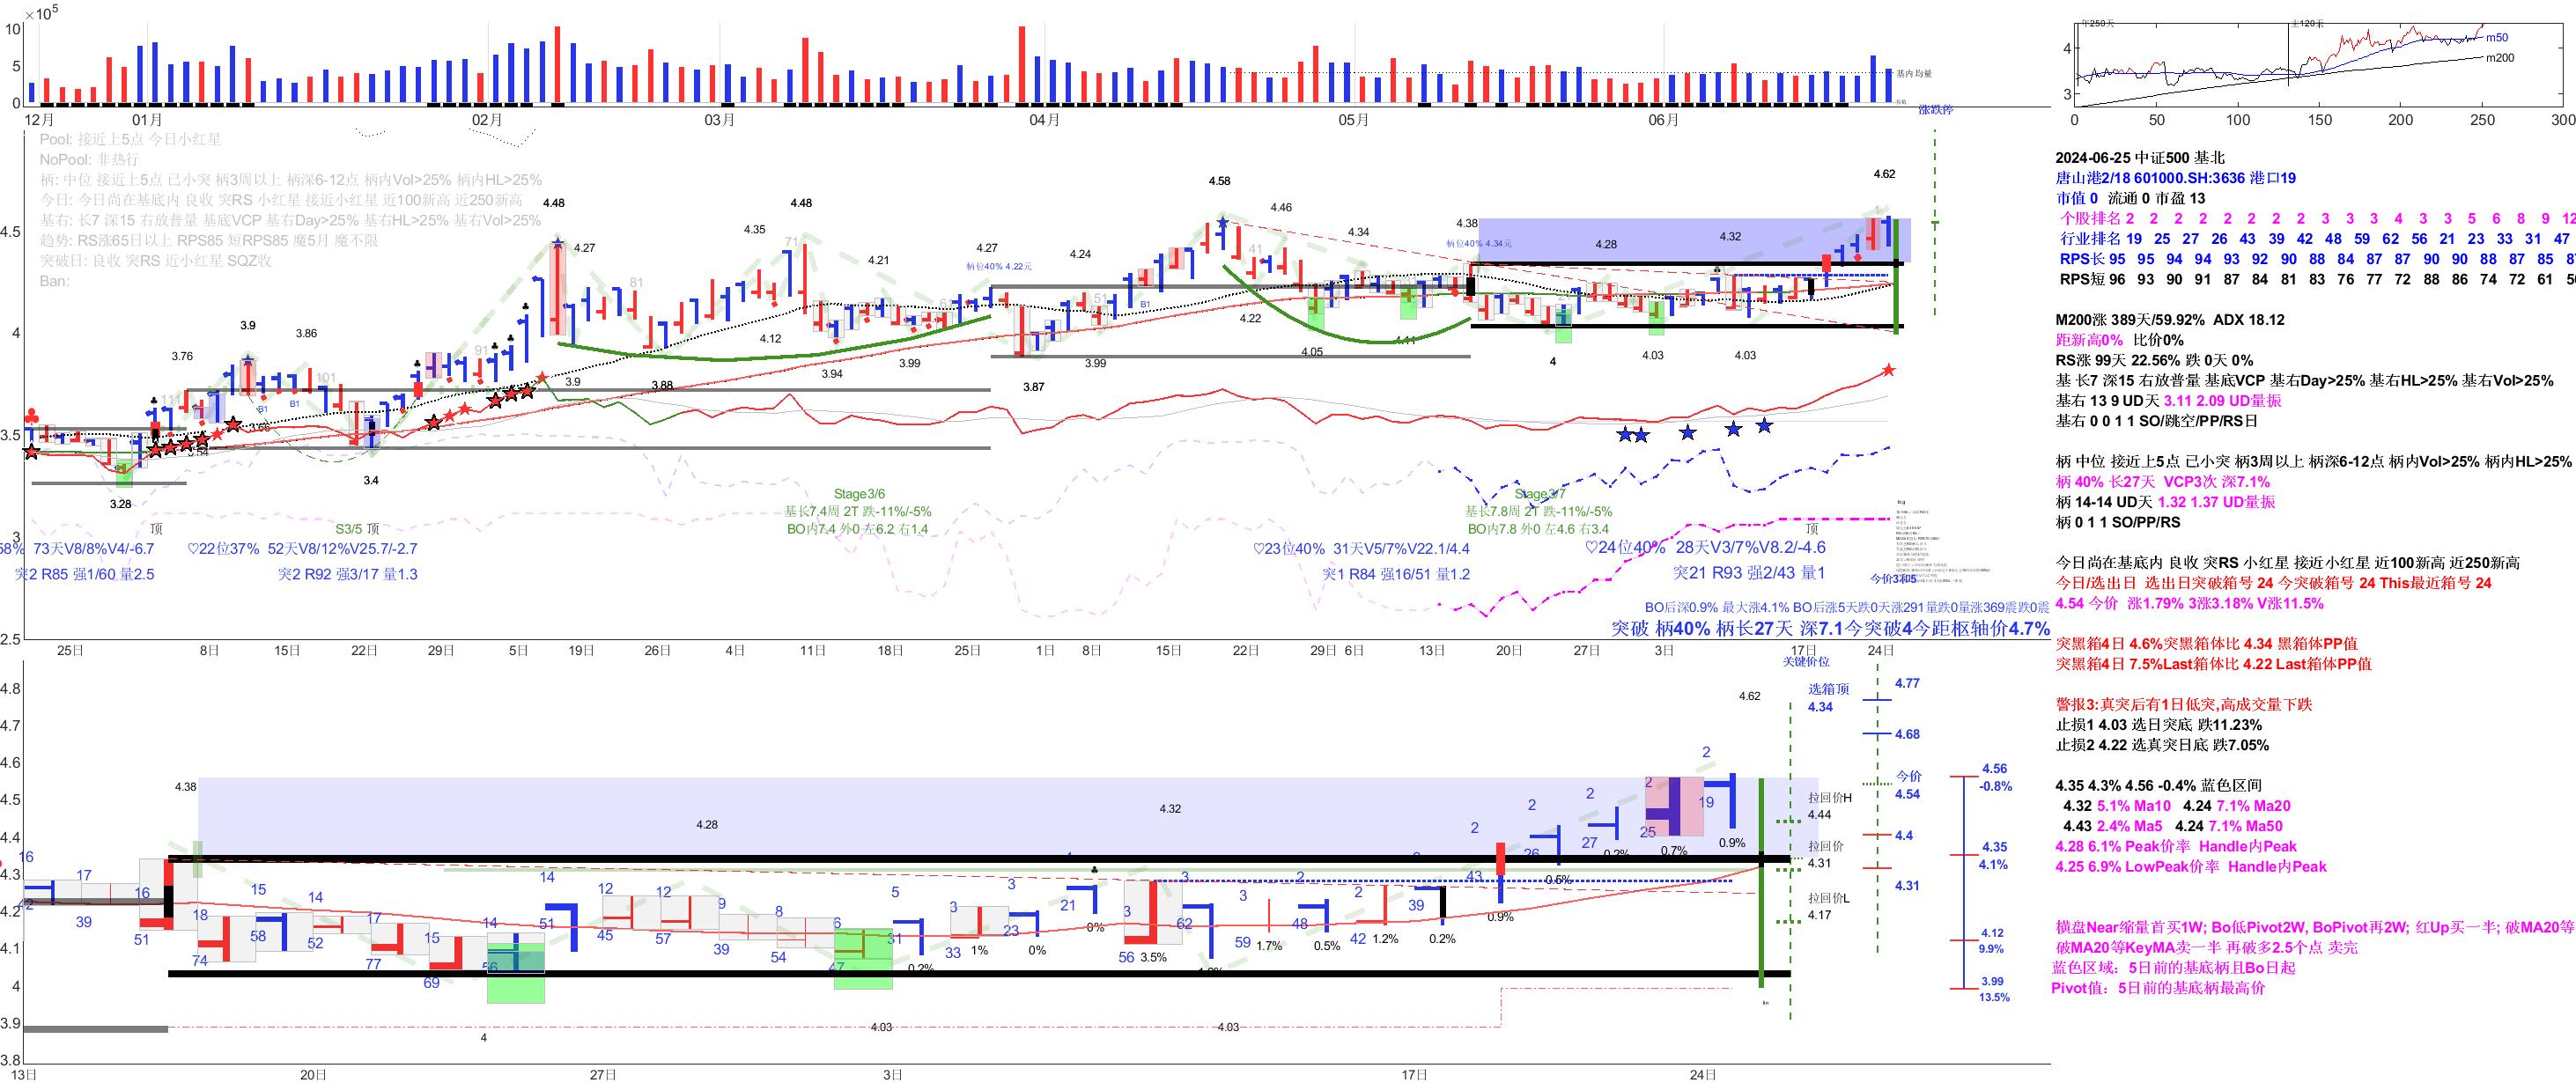 ×10⁵
10
5
0
基内均量
12月 01月 02月 03月 04月 05月 06月
涨跌停
Pool: 接近上5点 今日小红星
NoPool: 非热行
柄: 中位 接近上5点 己小突 柄3周以上 柄深6-12点 柄内Vol>25% 柄内HL>25%
今日: 今日尚在基底内 良收 突RS 小红星 接近小红星 近100新高 近250新高
基右: 长7 深15 右放普量 基底VCP 基右Day>25% 基右HL>25% 基右Vol>25%
趋势: RS涨65日以上 RPS85 短RPS85 魔5月 魔不限
突破日: 良收 突RS 近小红星 SQZ收
Ban:
4.5
4
3.5
3
2.5
4.48 4.48 4.58 4.62
4.27 4.35 4.21 4.27 4.24 4.46 4.34 4.38 4.28 4.32
柄位40% 4.22元
柄位40% 4.34元
3.76 3.9 3.86
111 101 91 81 71 61 51 41
B1 B1 B1
3.28 3.54 3.56 3.4 3.9 3.88 4.12 3.94 3.99 3.87 3.99 4.22 4.05 4.11 4 4.03 4.03
顶
S3/5 顶
Stage3/6
基长7.4周 2T 跌-11%/-5%
BO内7.4 外0 左6.2 右1.4
Stage3/7
基长7.8周 2T 跌-11%/-5%
BO内7.8 外0 左4.6 右3.4
顶
58% 73天V8/8%V4/-6.7
突2 R85 强1/60 量2.5
♡22位37% 52天V8/12%V25.7/-2.7
突2 R92 强3/17 量1.3
♡23位40% 31天V5/7%V22.1/4.4
突1 R84 强16/51 量1.2
♡24位40% 28天V3/7%V8.2/-4.6
突21 R93 强2/43 量1
今价3和5
BO后深0.9% 最大涨4.1% BO后涨5天跌0天涨291量跌0量涨369震跌0震
突破 柄40% 柄长27天 深7.1今突破4今距枢轴价4.7%
25日 8日 15日 22日 29日 5日 19日 26日 4日 11日 18日 25日 1日 8日 15日 22日 29日 6日 13日 20日 27日 3日 17日 24日
关键价位
4.8
4.7
4.6
4.5
4.4
4.3
4.2
4.1
4
3.9
3.8
4.38 4.28 4.32 4.62
16 17 16 18 15 14 17 15 14 14 12 12 9 8 6 5 3 3 3 3 3 2 2 2 2 2 2 2
22 39 51 74 58 52 77 69 56 51 45 57 39 54 47 31 33 23 21 56 62 59 48 42 39 43 26 27 25 19
0.2% 1% 0% 0% 3.5% 1.7% 0.5% 1.2% 0.2% 0.9% 0.5% 0.2% 0.7% 0.9%
4 4.03 4.03
13日 20日 27日 3日 17日 24日
选箱顶
4.34
拉回价H
4.44
拉回价
4.31
拉回价L
4.17
4.77
4.68
今价
4.54
4.4
4.31
4.56
-0.8%
4.35
4.1%
4.12
9.9%
3.99
13.5%
年250天 主120天
4
3
m50
m200
0 50 100 150 200 250 300
2024-06-25 中证500 基北
唐山港2/18 601000.SH:3636 港口19
市值 0 流通 0 市盈 13
个股排名 2 2 2 2 2 2 2 3 3 3 4 3 3 5 6 8 9 12
行业排名 19 25 27 26 43 39 42 48 59 62 56 21 23 33 31 47
RPS长 95 95 94 94 93 92 90 88 84 87 87 90 90 88 87 85
RPS短 96 93 90 91 87 84 81 83 76 77 72 88 86 74 72 61
M200涨 389天/59.92% ADX 18.12
距新高0% 比价0%
RS涨 99天 22.56% 跌 0天 0%
基 长7 深15 右放普量 基底VCP 基右Day>25% 基右HL>25% 基右Vol>25%
基右 13 9 UD天 3.11 2.09 UD量振
基右 0 0 1 1 SO/跳空/PP/RS日
柄 中位 接近上5点 己小突 柄3周以上 柄深6-12点 柄内Vol>25% 柄内HL>25%
柄 40% 长27天 VCP3次 深7.1%
柄 14-14 UD天 1.32 1.37 UD量振
柄 0 1 1 SO/PP/RS
今日尚在基底内 良收 突RS 小红星 接近小红星 近100新高 近250新高
今日/选出日 选出日突破箱号 24 今突破箱号 24 This最近箱号 24
4.54 今价 涨1.79% 3涨3.18% V涨11.5%
突黑箱4日 4.6%突黑箱体比 4.34 黑箱体PP值
突黑箱4日 7.5%Last箱体比 4.22 Last箱体PP值
警报3:真突后有1日低突,高成交量下跌
止损1 4.03 选日突底 跌11.23%
止损2 4.22 选真突日底 跌7.05%
4.35 4.3% 4.56 -0.4% 蓝色区间
4.32 5.1% Ma10 4.24 7.1% Ma20
4.43 2.4% Ma5 4.24 7.1% Ma50
4.28 6.1% Peak价率 Handle内Peak
4.25 6.9% LowPeak价率 Handle内Peak
横盘Near缩量首买1W; Bo低Pivot2W, BoPivot再2W; 红Up买一半; 破MA20等
破MA20等KeyMA卖一半 再破多2.5个点 卖完
蓝色区域：5日前的基底柄且Bo日起
Pivot值：5日前的基底柄最高价